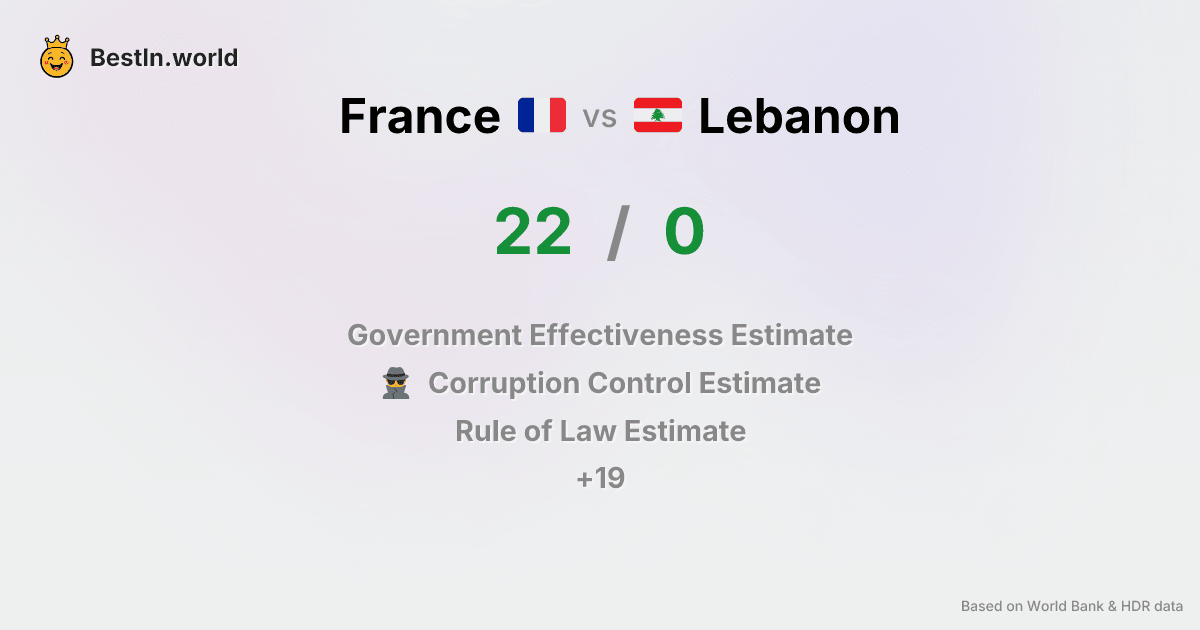 BestIn.world
France vs Lebanon
22 / 0
Government Effectiveness Estimate
Corruption Control Estimate
Rule of Law Estimate
+19
Based on World Bank & HDR data